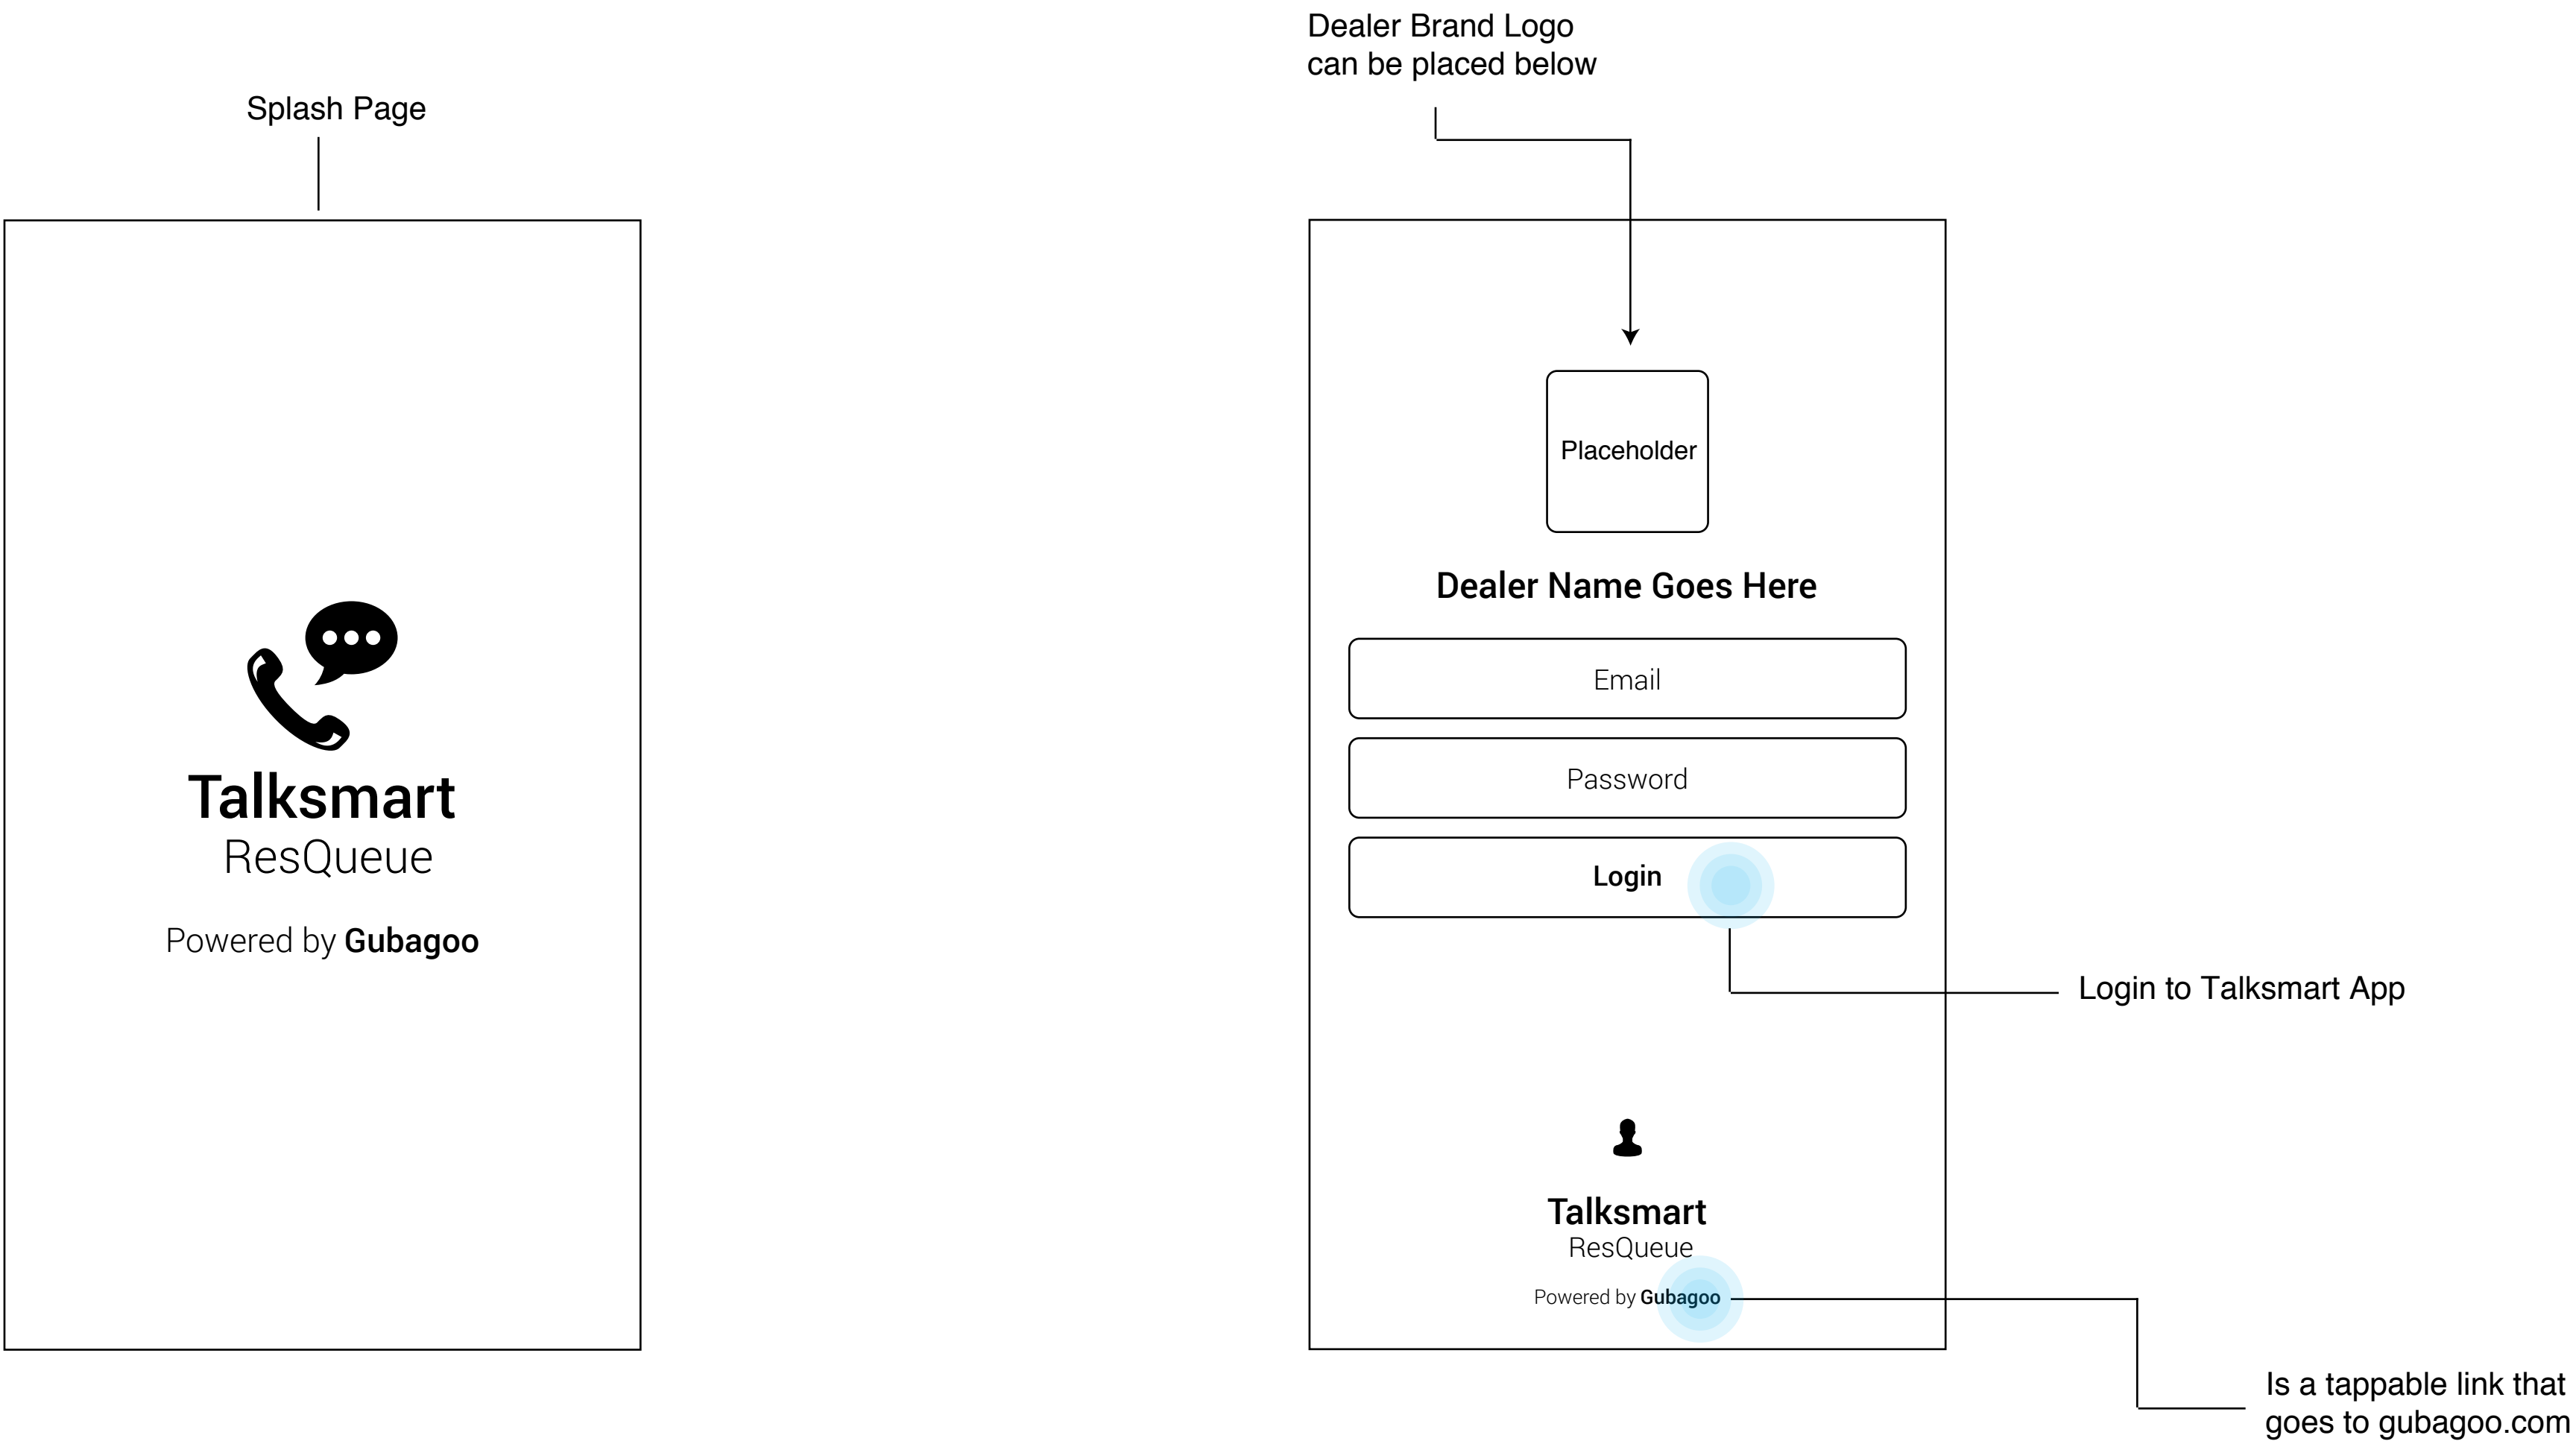 Splash Page
Talksmart
ResQueue
Powered by Gubagoo
Dealer Brand Logo
can be placed below
Placeholder
Dealer Name Goes Here
Email
Password
Login
Login to Talksmart App
Talksmart
ResQueue
Powered by Gubagoo
Is a tappable link that
goes to gubagoo.com